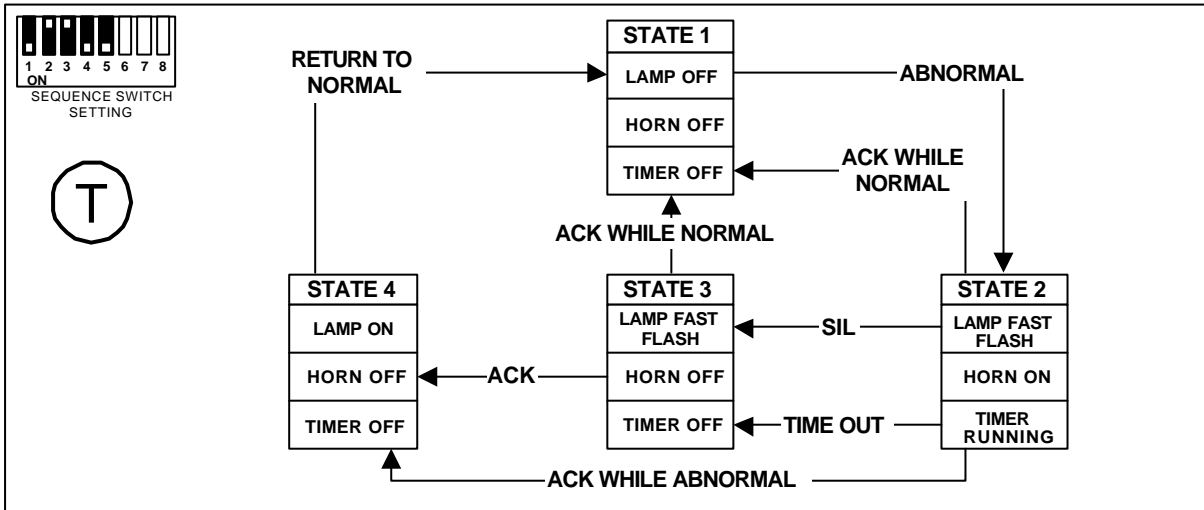 1 2 3 4 5 6 7 8
ON
SEQUENCE SWITCH
SETTING
T
RETURN TO
NORMAL
STATE 1
LAMP OFF
HORN OFF
TIMER OFF
ABNORMAL
ACK WHILE
NORMAL
ACK WHILE NORMAL
STATE 4
LAMP ON
HORN OFF
TIMER OFF
ACK
STATE 3
LAMP FAST
FLASH
HORN OFF
TIMER OFF
SIL
TIME OUT
STATE 2
LAMP FAST
FLASH
HORN ON
TIMER
RUNNING
ACK WHILE ABNORMAL